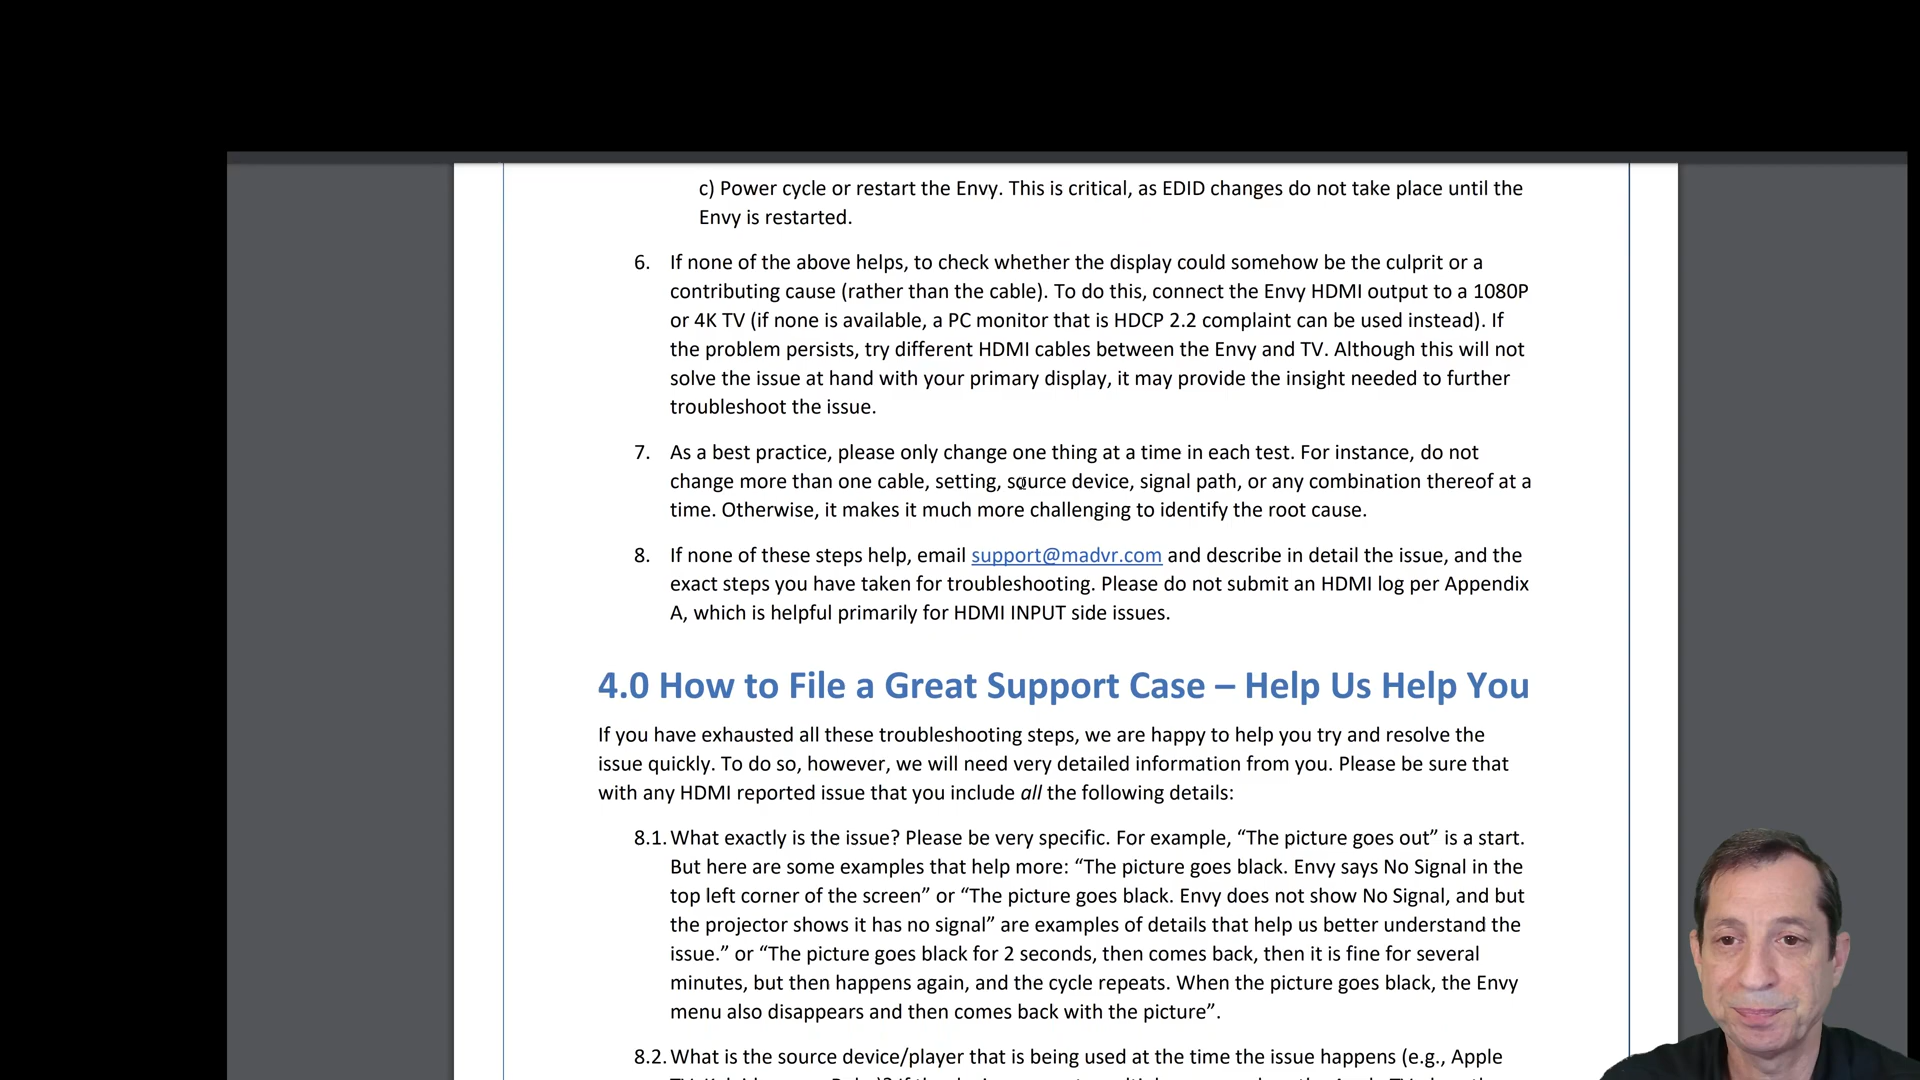 c) Power cycle or restart the Envy. This is critical, as EDID changes do not take place until the
Envy is restarted.
6. If none of the above helps, to check whether the display could somehow be the culprit or a
contributing cause (rather than the cable). To do this, connect the Envy HDMI output to a 1080P
or 4K TV (if none is available, a PC monitor that is HDCP 2.2 complaint can be used instead). If
the problem persists, try different HDMI cables between the Envy and TV. Although this will not
solve the issue at hand with your primary display, it may provide the insight needed to further
troubleshoot the issue.
7. As a best practice, please only change one thing at a time in each test. For instance, do not
change more than one cable, setting, source device, signal path, or any combination thereof at a
time. Otherwise, it makes it much more challenging to identify the root cause.
8. If none of these steps help, email support@madvr.com and describe in detail the issue, and the
exact steps you have taken for troubleshooting. Please do not submit an HDMI log per Appendix
A, which is helpful primarily for HDMI INPUT side issues.
4.0 How to File a Great Support Case – Help Us Help You
If you have exhausted all these troubleshooting steps, we are happy to help you try and resolve the
issue quickly. To do so, however, we will need very detailed information from you. Please be sure that
with any HDMI reported issue that you include all the following details:
8.1. What exactly is the issue? Please be very specific. For example, “The picture goes out” is a start.
But here are some examples that help more: “The picture goes black. Envy says No Signal in the
top left corner of the screen” or “The picture goes black. Envy does not show No Signal, and but
the projector shows it has no signal” are examples of details that help us better understand the
issue.” or “The picture goes black for 2 seconds, then comes back, then it is fine for several
minutes, but then happens again, and the cycle repeats. When the picture goes black, the Envy
menu also disappears and then comes back with the picture”.
8.2. What is the source device/player that is being used at the time the issue happens (e.g., Apple